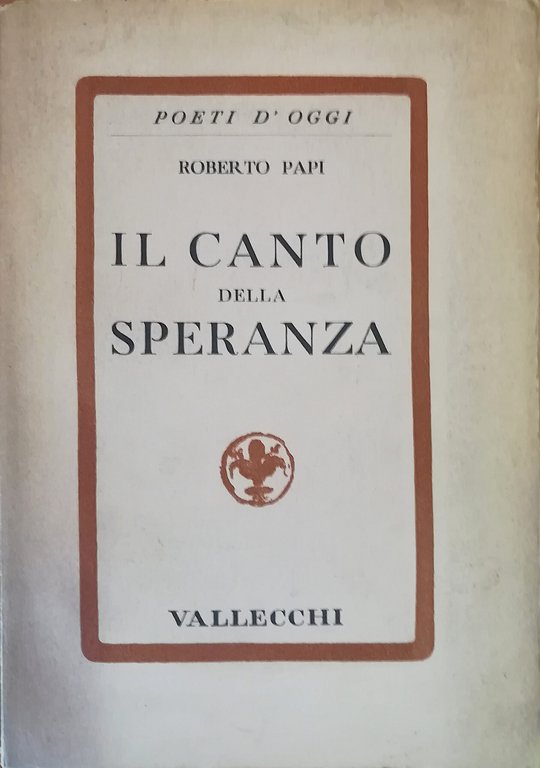 POETI D'OGGI
ROBERTO PAPI
IL CANTO
DELLA
SPERANZA
VALLECCHI